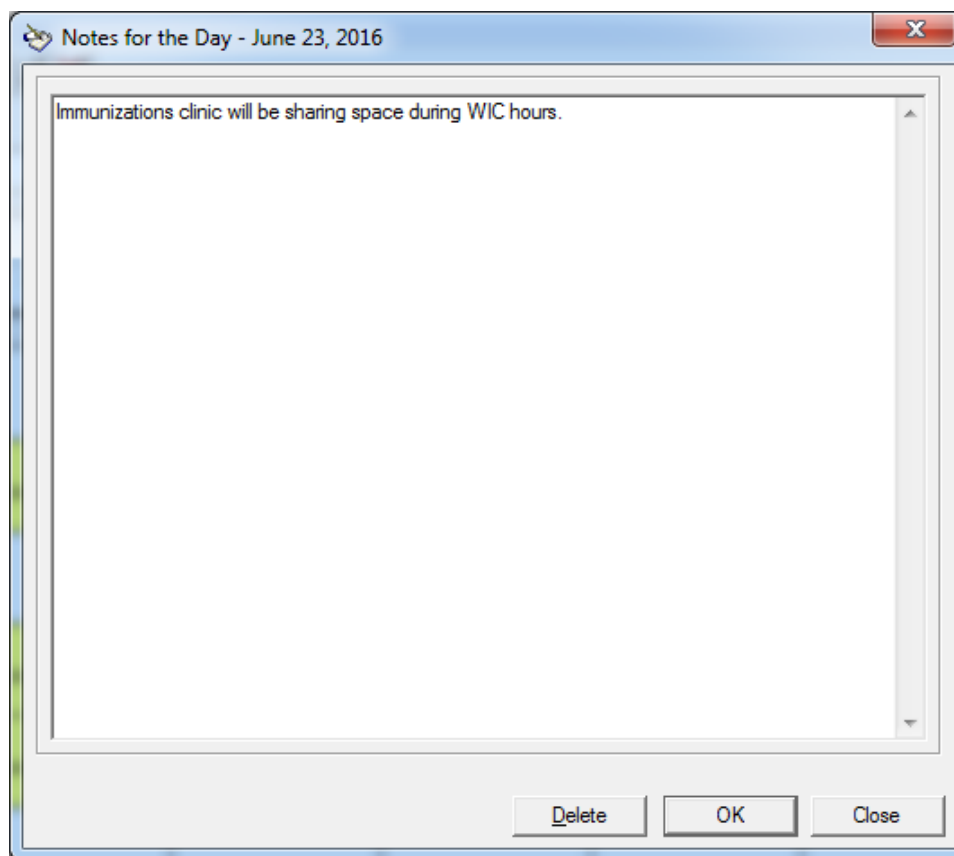 Notes for the Day - June 23, 2016
Immunizations clinic will be sharing space during WIC hours.
Delete
OK
Close